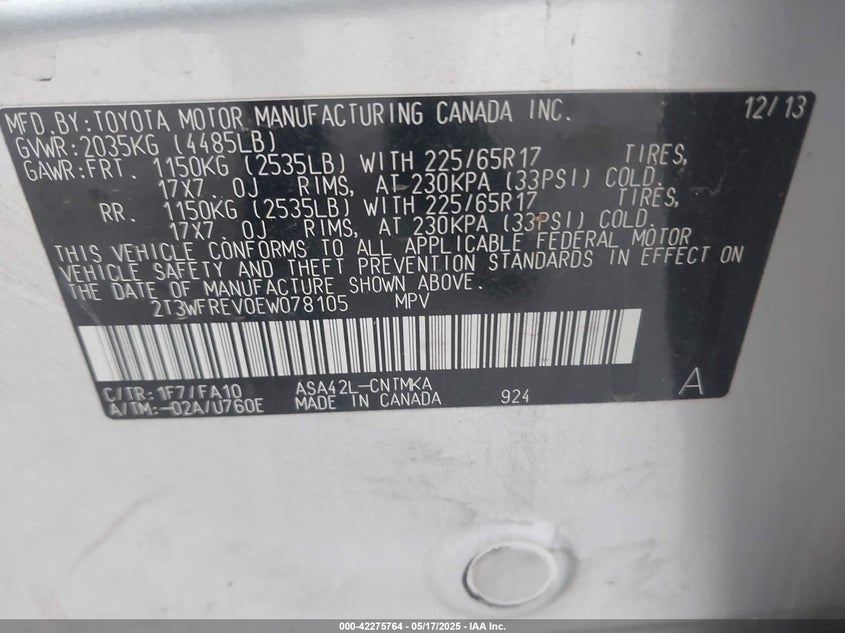 MFD.BY:TOYOTA MOTOR MANUFACTURING CANADA INC. 12/13
GVWR:2035KG (4485LB)
GAWR:FRT. 1150KG (2535LB) WITH 225/65R17 TIRES,
17X7.0J RIMS, AT 230KPA (33PSI) COLD.
RR. 1150KG (2535LB) WITH 225/65R17 TIRES,
17X7.0J RIMS, AT 230KPA (33PSI) COLD.
THIS VEHICLE CONFORMS TO ALL APPLICABLE FEDERAL MOTOR
VEHICLE SAFETY AND THEFT PREVENTION STANDARDS IN EFFECT ON
THE DATE OF MANUFACTURE SHOWN ABOVE.
2T3WFREV0EW078105 MPV
C/TR:1F7/FA10 ASA42L-CNTMKA A
A/TM:-02A/U760E MADE IN CANADA 924
000-42275764 — 05/17/2025 — IAA Inc.